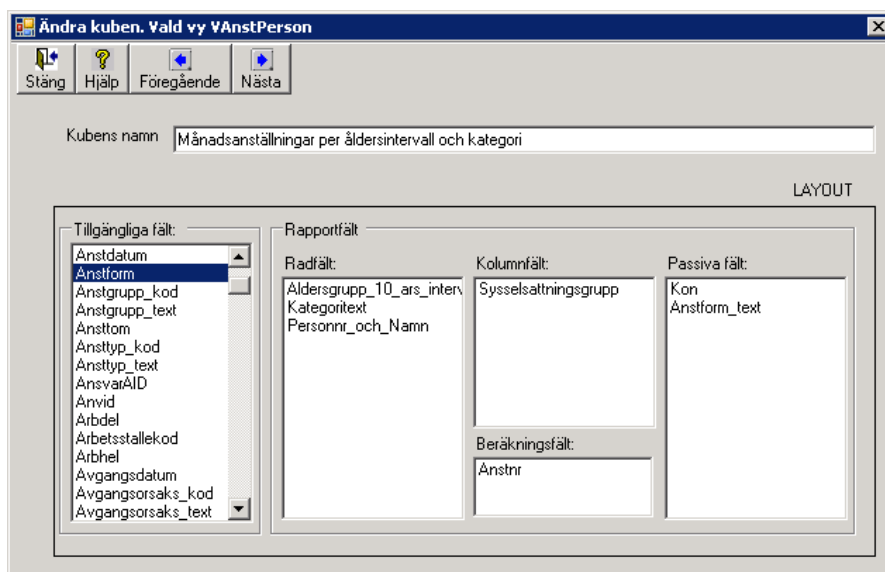 Ändra kuben. Vald vy VAnstPerson
Stäng Hjälp Föregående Nästa
Kubens namn Månadsanställningar per åldersintervall och kategori
LAYOUT
Tillgängliga fält:
Anstdatum
Anstform
Anstgrupp_kod
Anstgrupp_text
Ansttom
Ansttyp_kod
Ansttyp_text
AnsvarAID
Anvid
Arbdel
Arbetsstallekod
Arbhel
Avgangsdatum
Avgangsorsaks_kod
Avgangsorsaks_text
Rapportfält
Radfält:
Aldersgrupp_10_ars_interv
Kategoritext
Personnr_och_Namn
Kolumnfält:
Sysselsattningsgrupp
Beräkningsfält:
Anstnr
Passiva fält:
Kon
Anstform_text